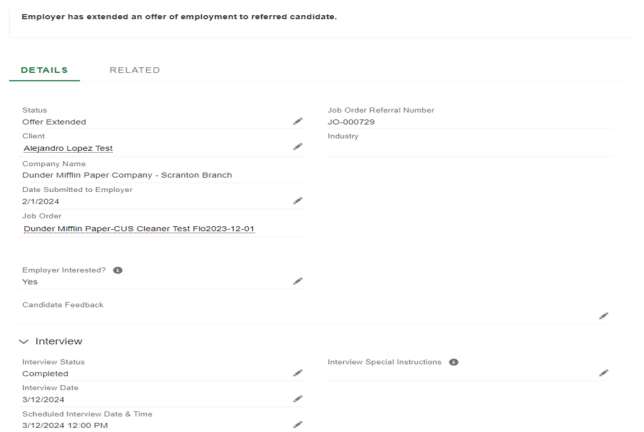 Employer has extended an offer of employment to referred candidate.
DETAILS RELATED
Status
Offer Extended
Job Order Referral Number
JO-000729
Client
Alejandro Lopez Test
Industry
Company Name
Dunder Mifflin Paper Company - Scranton Branch
Date Submitted to Employer
2/1/2024
Job Order
Dunder Mifflin Paper-CUS Cleaner Test Flo2023-12-01
Employer Interested?
Yes
Candidate Feedback
Interview
Interview Status
Completed
Interview Special Instructions
Interview Date
3/12/2024
Scheduled Interview Date & Time
3/12/2024 12:00 PM